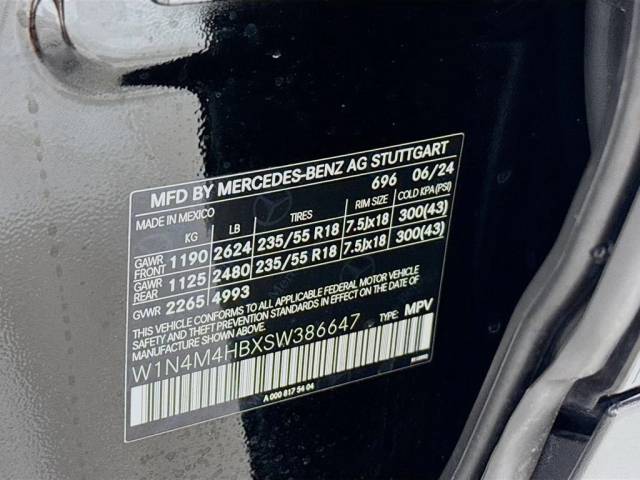 MFD BY MERCEDES-BENZ AG STUTTGART
MADE IN MEXICO 696 06/24
KG LB TIRES RIM SIZE COLD KPA(PSI)
GAWR FRONT 1190 2624 235/55 R18 7.5Jx18 300(43)
GAWR REAR 1125 2480 235/55 R18 7.5Jx18 300(43)
GVWR 2265 4993
THIS VEHICLE CONFORMS TO ALL APPLICABLE FEDERAL MOTOR VEHICLE
SAFETY, BUMPER, AND THEFT PREVENTION STANDARDS IN EFFECT ON THE
DATE OF MANUFACTURE SHOWN ABOVE.
W1N4M4HBXSW386647 TYPE: MPV
A 000 817 54 04